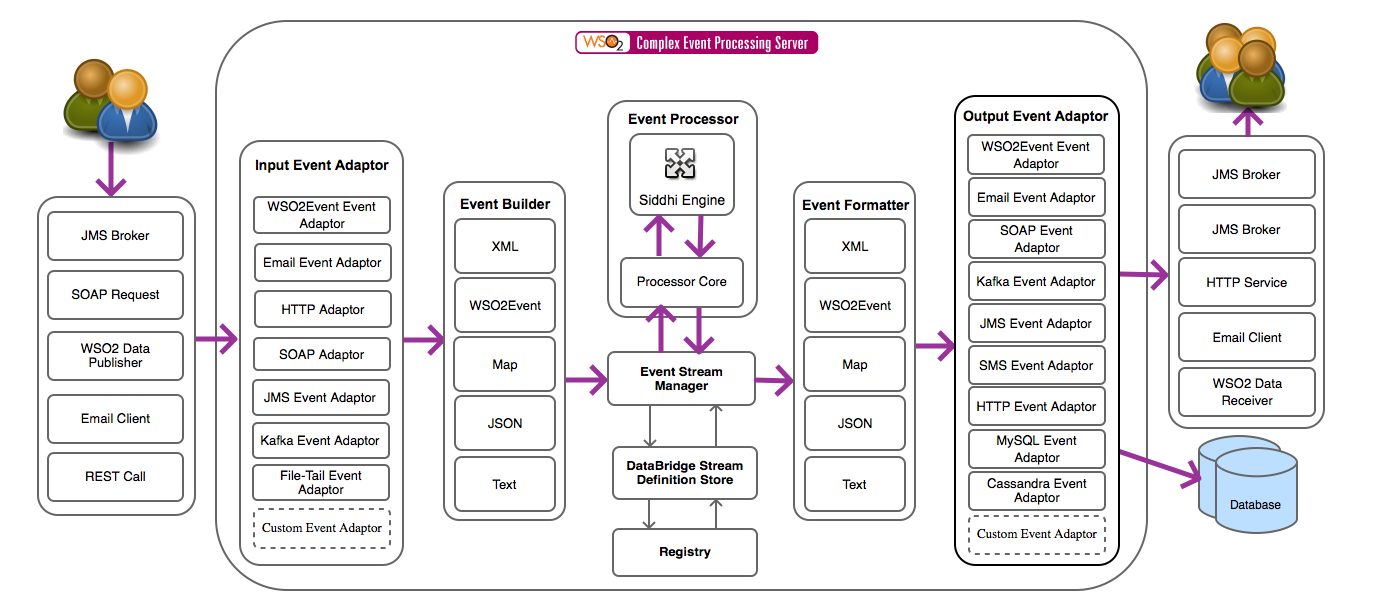 WSO2 Complex Event Processing Server
JMS Broker
SOAP Request
WSO2 Data
Publisher
Email Client
REST Call
Input Event Adaptor
WSO2Event Event
Adaptor
Email Event Adaptor
HTTP Adaptor
SOAP Adaptor
JMS Event Adaptor
Kafka Event Adaptor
File-Tail Event
Adaptor
Custom Event Adaptor
Event Builder
XML
WSO2Event
Map
JSON
Text
Event Processor
Siddhi Engine
Processor Core
Event Stream
Manager
DataBridge Stream
Definition Store
Registry
Event Formatter
XML
WSO2Event
Map
JSON
Text
Output Event Adaptor
WSO2Event Event
Adaptor
Email Event Adaptor
SOAP Event
Adaptor
Kafka Event Adaptor
JMS Event Adaptor
SMS Event Adaptor
HTTP Event Adaptor
MySQL Event
Adaptor
Cassandra Event
Adaptor
Custom Event Adaptor
JMS Broker
JMS Broker
HTTP Service
Email Client
WSO2 Data
Receiver
Database